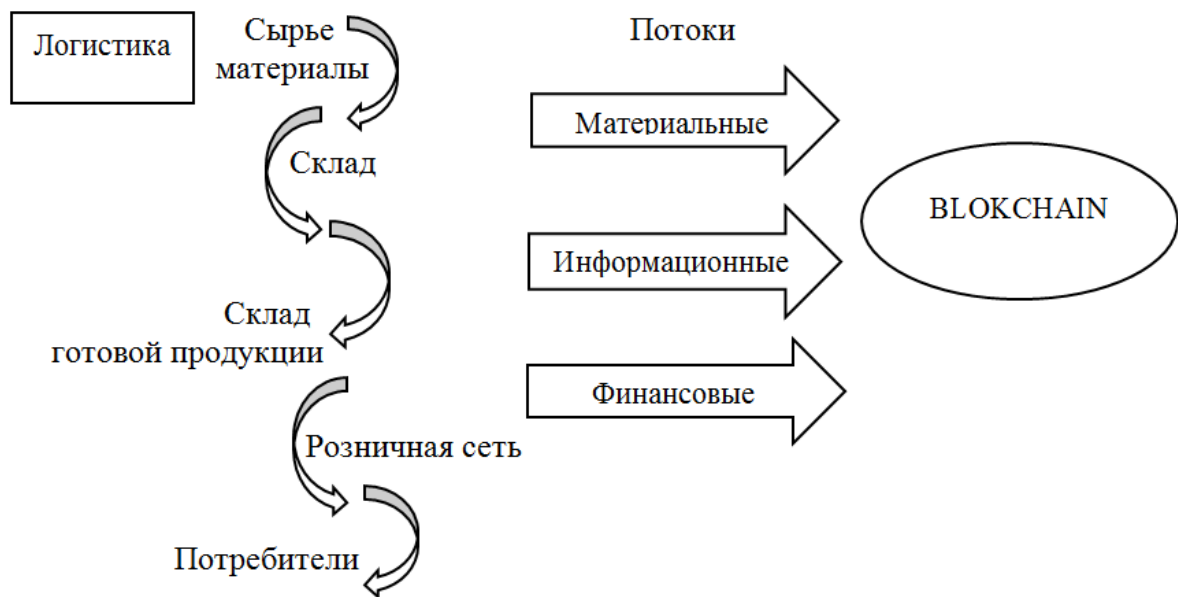 Логистика
Сырье
материалы
Склад
Склад
готовой продукции
Розничная сеть
Потребители
Потоки
Материальные
Информационные
Финансовые
BLOKCHAIN